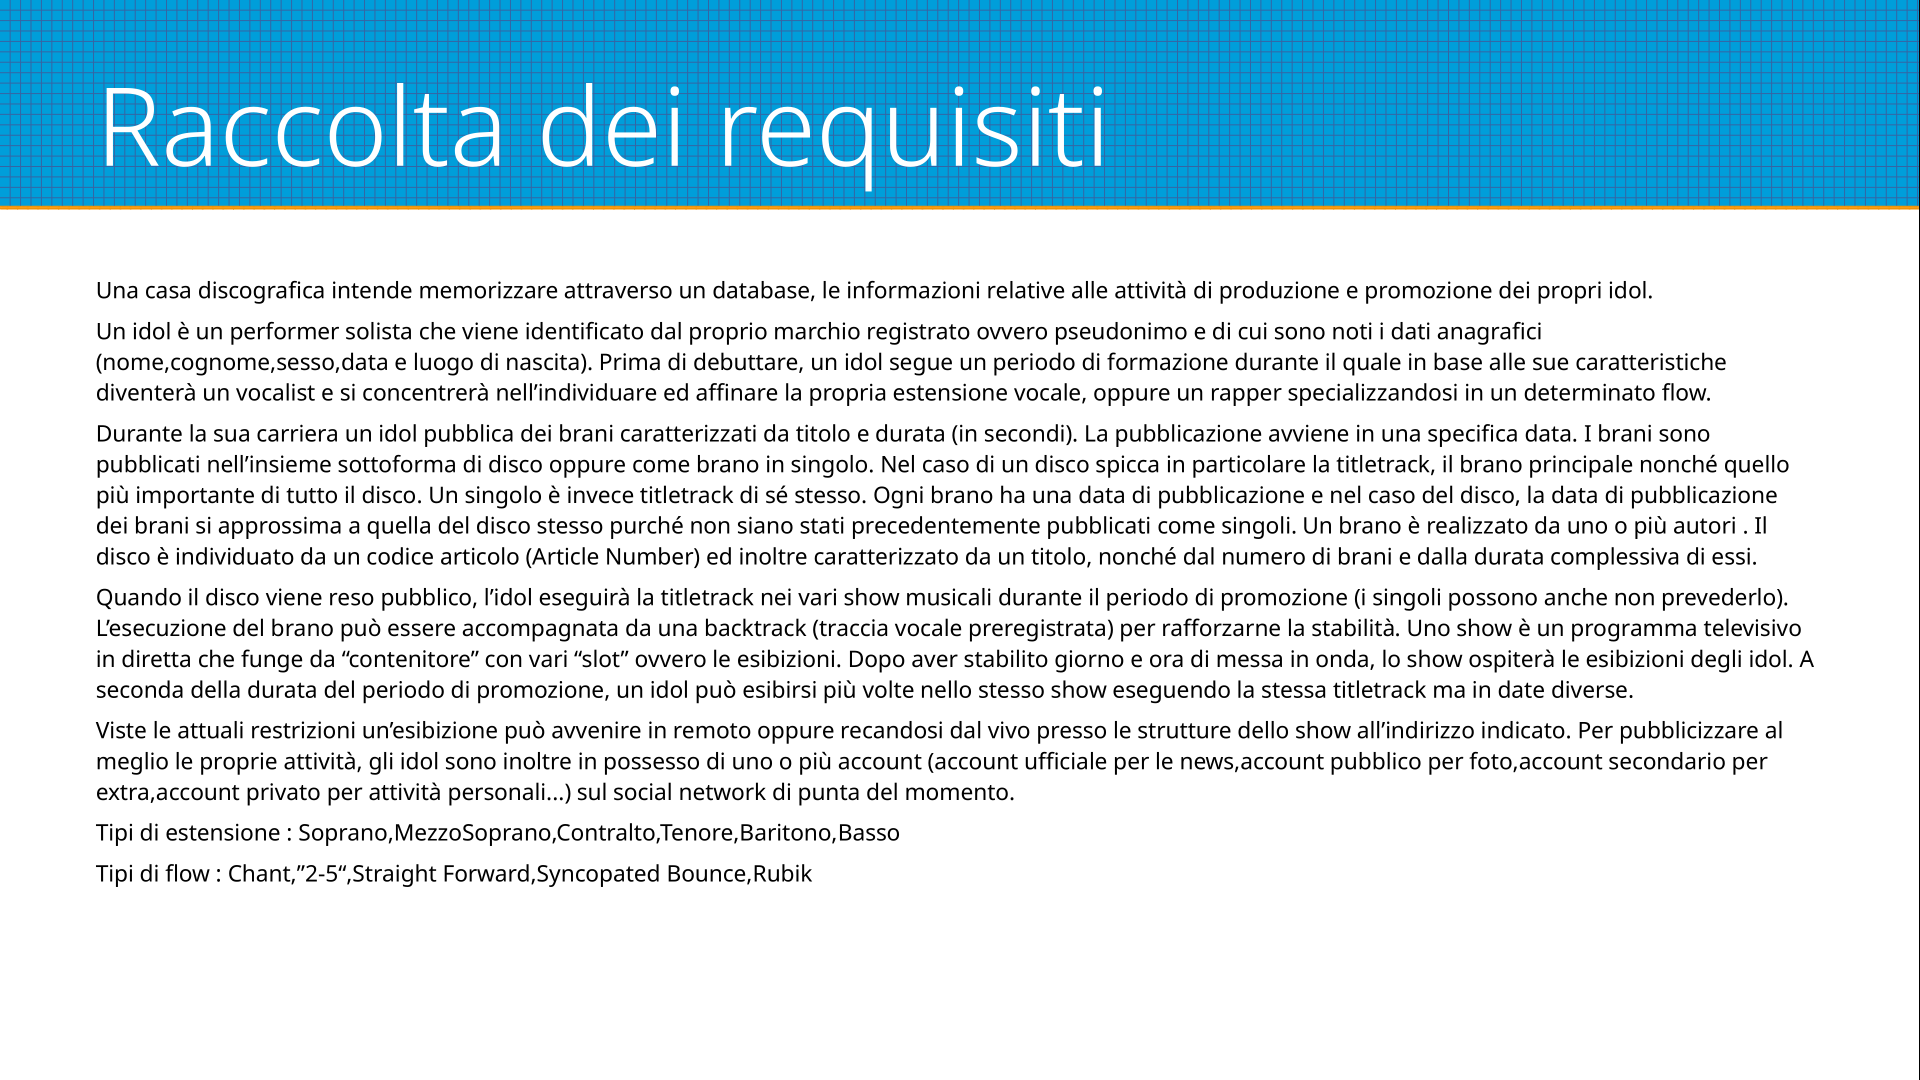 Raccolta dei requisiti
Una casa discografica intende memorizzare attraverso un database, le informazioni relative alle attività di produzione e promozione dei propri idol.
Un idol è un performer solista che viene identificato dal proprio marchio registrato ovvero pseudonimo e di cui sono noti i dati anagrafici
(nome,cognome,sesso,data e luogo di nascita). Prima di debuttare, un idol segue un periodo di formazione durante il quale in base alle sue caratteristiche
diventerà un vocalist e si concentrerà nell’individuare ed affinare la propria estensione vocale, oppure un rapper specializzandosi in un determinato flow.
Durante la sua carriera un idol pubblica dei brani caratterizzati da titolo e durata (in secondi). La pubblicazione avviene in una specifica data. I brani sono
pubblicati nell’insieme sottoforma di disco oppure come brano in singolo. Nel caso di un disco spicca in particolare la titletrack, il brano principale nonché quello
più importante di tutto il disco. Un singolo è invece titletrack di sé stesso. Ogni brano ha una data di pubblicazione e nel caso del disco, la data di pubblicazione
dei brani si approssima a quella del disco stesso purché non siano stati precedentemente pubblicati come singoli. Un brano è realizzato da uno o più autori . Il
disco è individuato da un codice articolo (Article Number) ed inoltre caratterizzato da un titolo, nonché dal numero di brani e dalla durata complessiva di essi.
Quando il disco viene reso pubblico, l’idol eseguirà la titletrack nei vari show musicali durante il periodo di promozione (i singoli possono anche non prevederlo).
L’esecuzione del brano può essere accompagnata da una backtrack (traccia vocale preregistrata) per rafforzarne la stabilità. Uno show è un programma televisivo
in diretta che funge da “contenitore” con vari “slot” ovvero le esibizioni. Dopo aver stabilito giorno e ora di messa in onda, lo show ospiterà le esibizioni degli idol. A
seconda della durata del periodo di promozione, un idol può esibirsi più volte nello stesso show eseguendo la stessa titletrack ma in date diverse.
Viste le attuali restrizioni un’esibizione può avvenire in remoto oppure recandosi dal vivo presso le strutture dello show all’indirizzo indicato. Per pubblicizzare al
meglio le proprie attività, gli idol sono inoltre in possesso di uno o più account (account ufficiale per le news,account pubblico per foto,account secondario per
extra,account privato per attività personali...) sul social network di punta del momento.
Tipi di estensione : Soprano,MezzoSoprano,Contralto,Tenore,Baritono,Basso
Tipi di flow : Chant,”2-5“,Straight Forward,Syncopated Bounce,Rubik